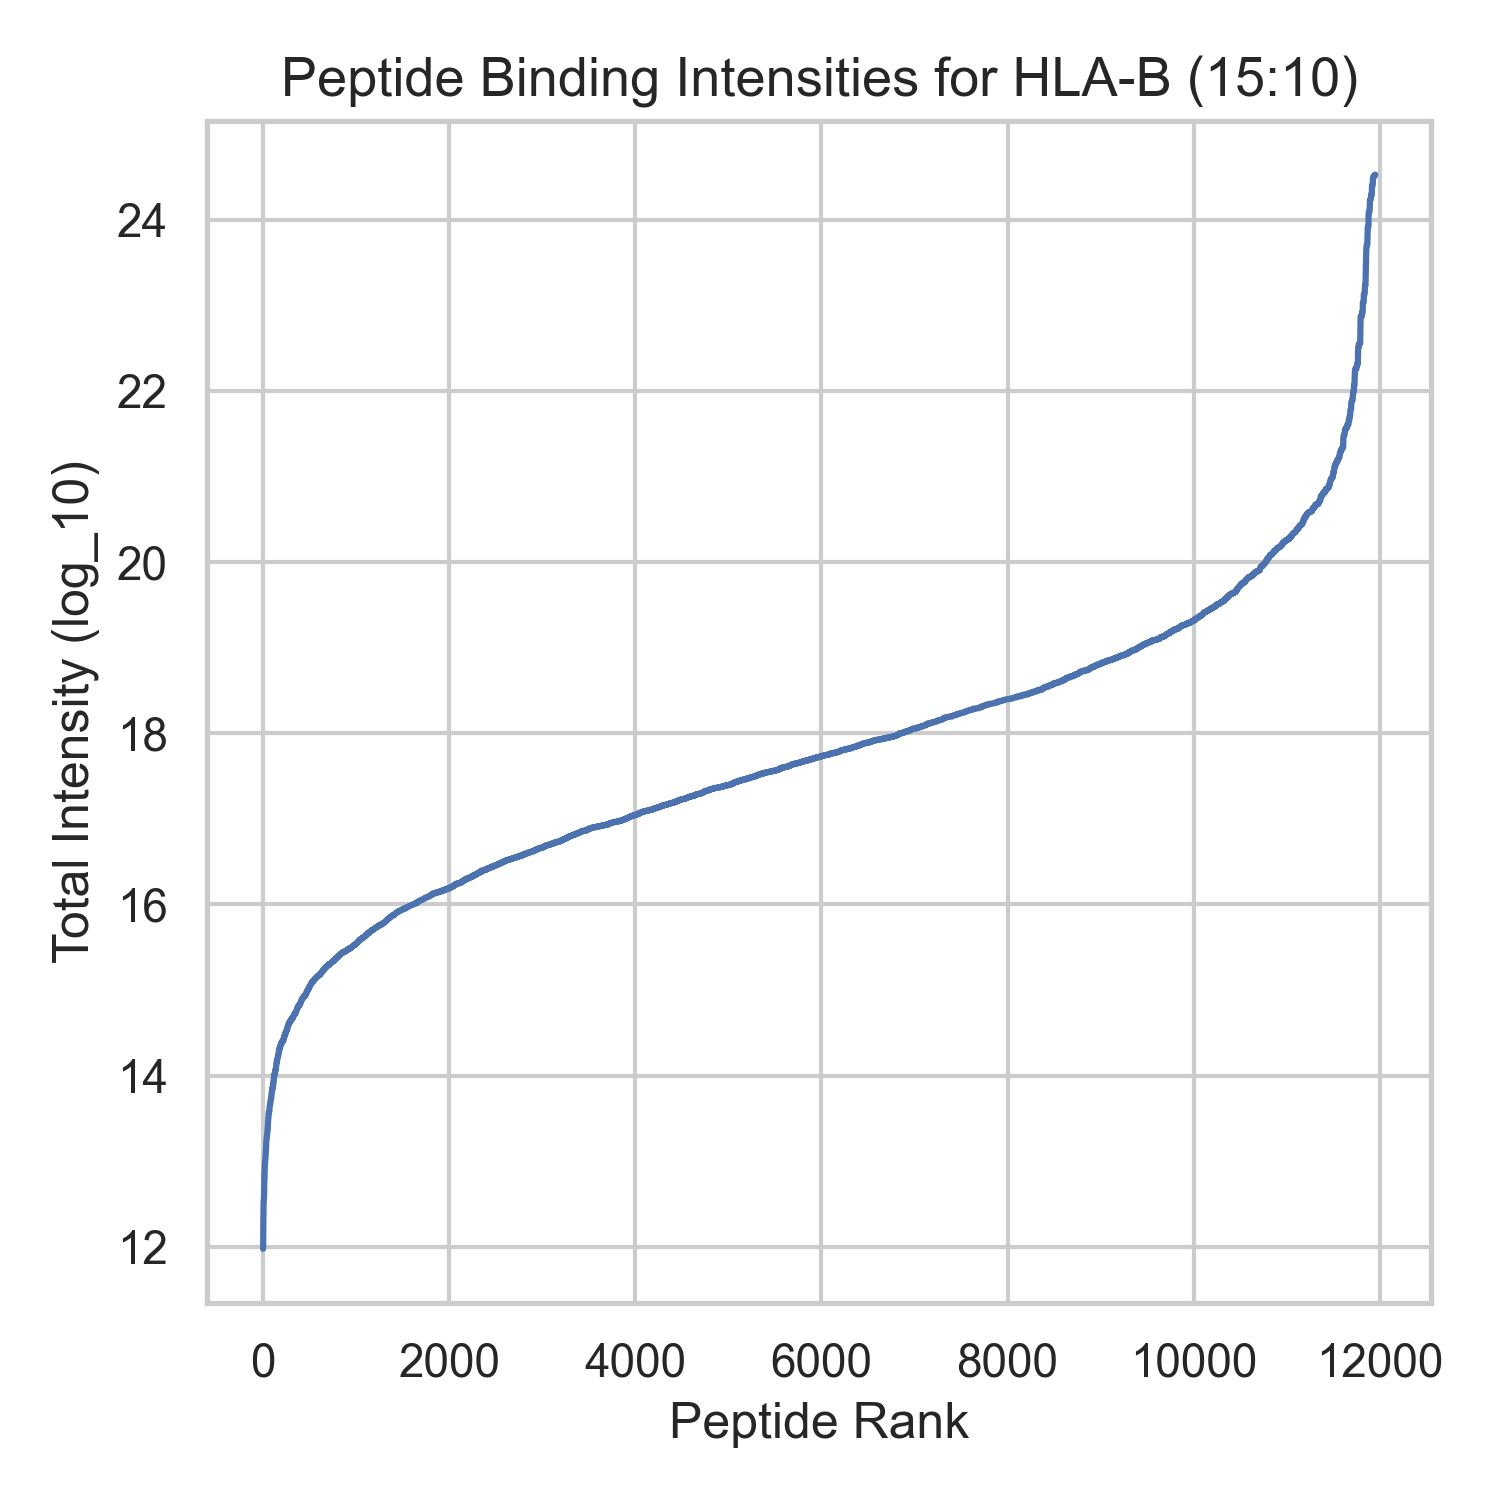 Peptide Binding Intensities for HLA-B (15:10)
Total Intensity (log_10)
24
22
20
18
16
14
12
0 2000 4000 6000 8000 10000 12000
Peptide Rank